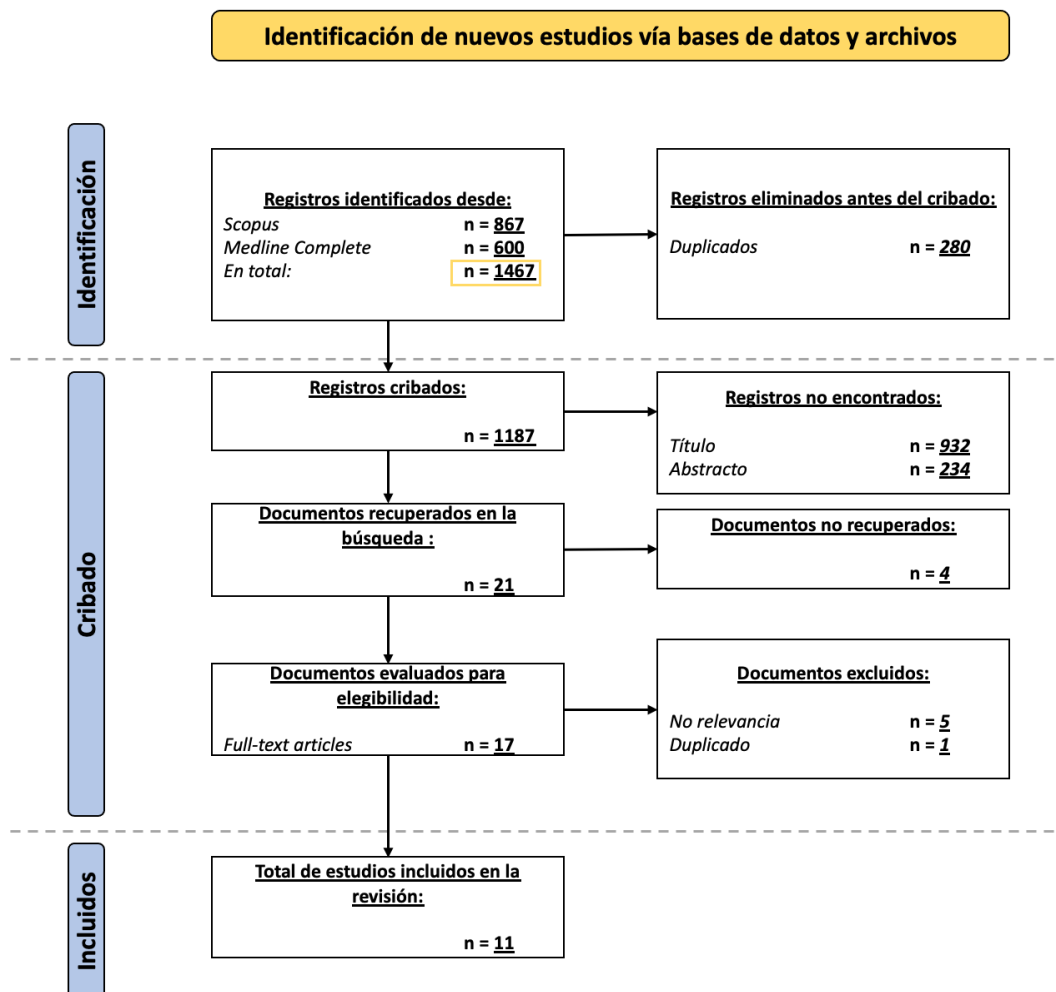 Identificación de nuevos estudios vía bases de datos y archivos
Identificación
Registros identificados desde:
Scopus n = 867
Medline Complete n = 600
En total: n = 1467
Registros eliminados antes del cribado:
Duplicados n = 280
Cribado
Registros cribados:
n = 1187
Registros no encontrados:
Título n = 932
Abstracto n = 234
Documentos recuperados en la
búsqueda :
n = 21
Documentos no recuperados:
n = 4
Documentos evaluados para
elegibilidad:
Full-text articles n = 17
Documentos excluidos:
No relevancia n = 5
Duplicado n = 1
Incluidos
Total de estudios incluidos en la
revisión:
n = 11